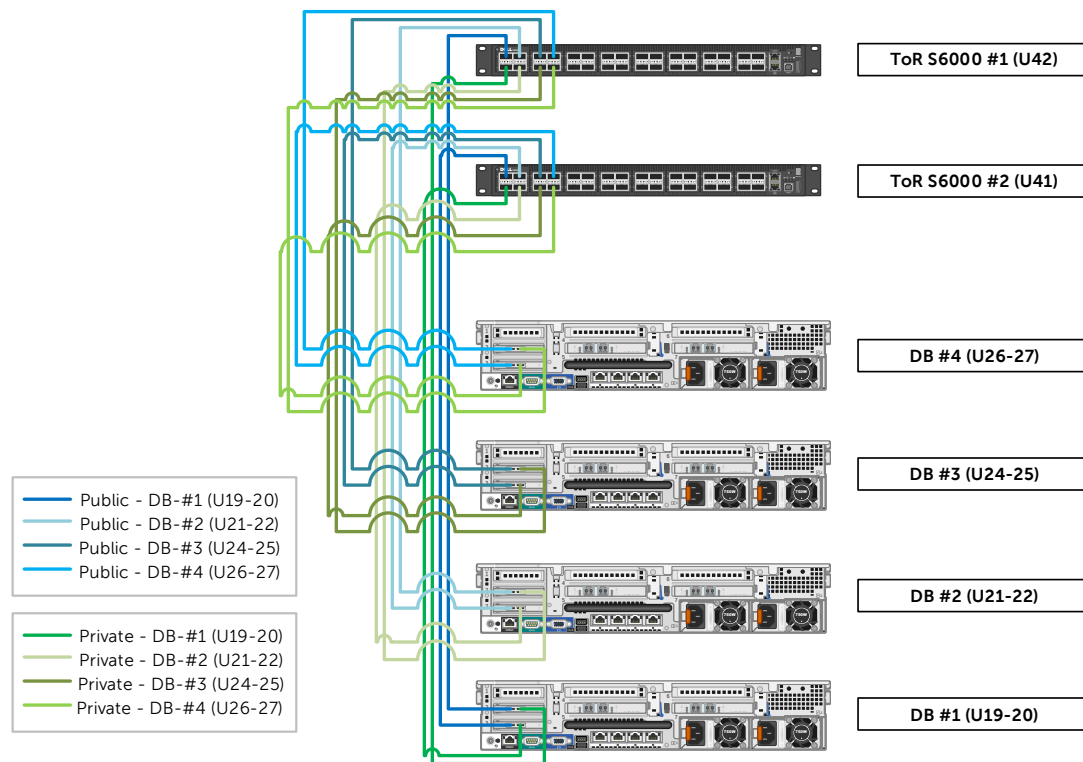 ToR S6000 #1 (U42)
ToR S6000 #2 (U41)
DB #4 (U26-27)
DB #3 (U24-25)
DB #2 (U21-22)
DB #1 (U19-20)
Public - DB-#1 (U19-20)
Public - DB-#2 (U21-22)
Public - DB-#3 (U24-25)
Public - DB-#4 (U26-27)
Private - DB-#1 (U19-20)
Private - DB-#2 (U21-22)
Private - DB-#3 (U24-25)
Private - DB-#4 (U26-27)